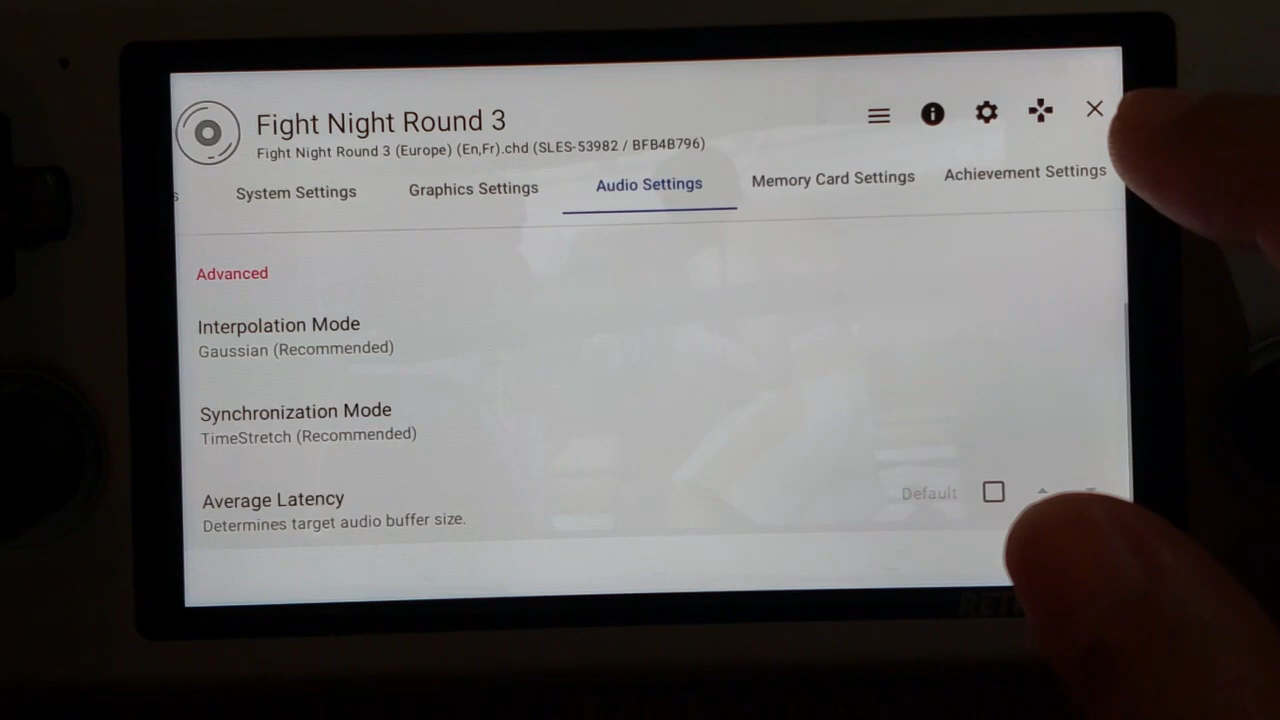 Fight Night Round 3
Fight Night Round 3 (Europe) (En,Fr).chd (SLES-53982 / BFB4B796)
s System Settings Graphics Settings Audio Settings Memory Card Settings Achievement Settings
Advanced
Interpolation Mode
Gaussian (Recommended)
Synchronization Mode
TimeStretch (Recommended)
Average Latency
Determines target audio buffer size.
Default